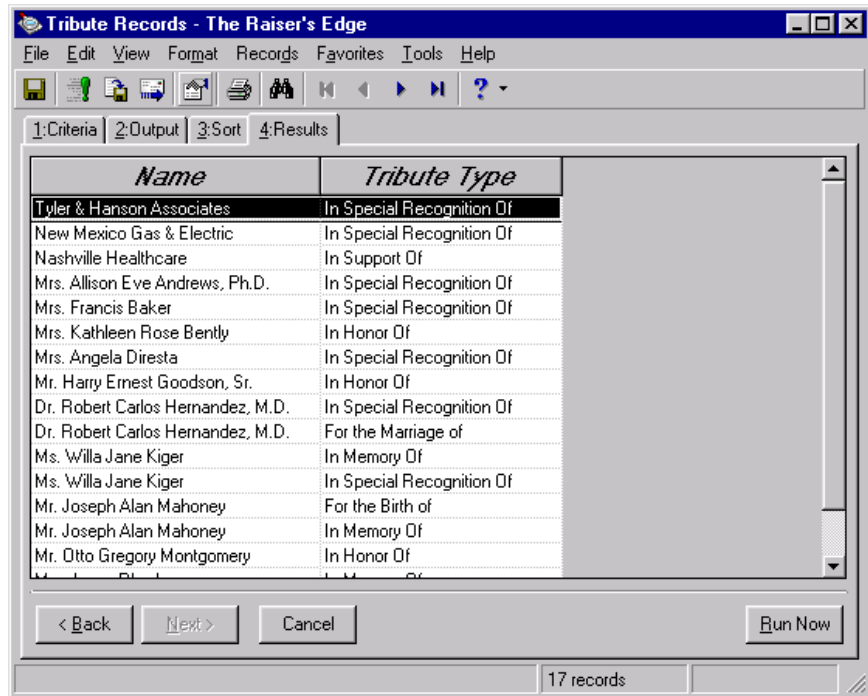 Tribute Records - The Raiser's Edge
File Edit View Format Records Favorites Tools Help
1:Criteria 2:Output 3:Sort 4:Results
Name Tribute Type
Tyler & Hanson Associates In Special Recognition Of
New Mexico Gas & Electric In Special Recognition Of
Nashville Healthcare In Support Of
Mrs. Allison Eve Andrews, Ph.D. In Special Recognition Of
Mrs. Francis Baker In Special Recognition Of
Mrs. Kathleen Rose Bently In Honor Of
Mrs. Angela Diresta In Special Recognition Of
Mr. Harry Ernest Goodson, Sr. In Honor Of
Dr. Robert Carlos Hernandez, M.D. In Special Recognition Of
Dr. Robert Carlos Hernandez, M.D. For the Marriage of
Ms. Willa Jane Kiger In Memory Of
Ms. Willa Jane Kiger In Special Recognition Of
Mr. Joseph Alan Mahoney For the Birth of
Mr. Joseph Alan Mahoney In Memory Of
Mr. Otto Gregory Montgomery In Honor Of
< Back Next > Cancel Run Now
17 records